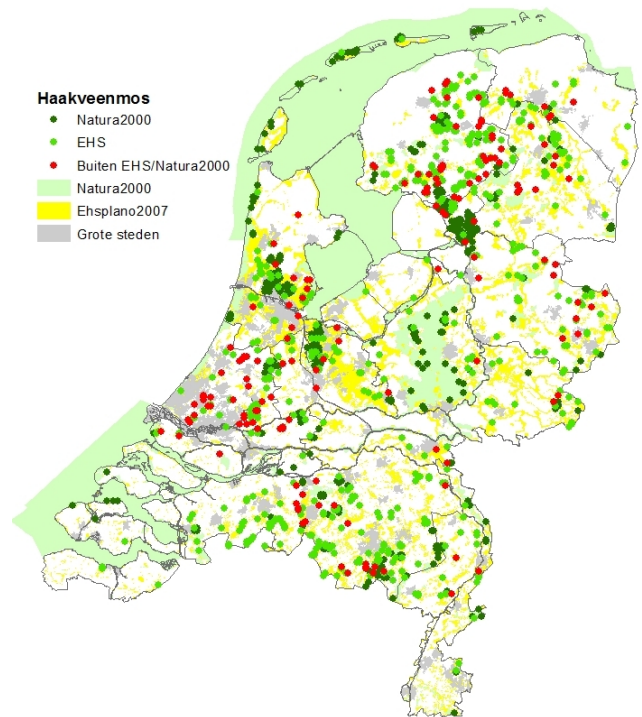 Haakveenmos
Natura2000
EHS
Buiten EHS/Natura2000
Natura2000
Ehsplano2007
Grote steden